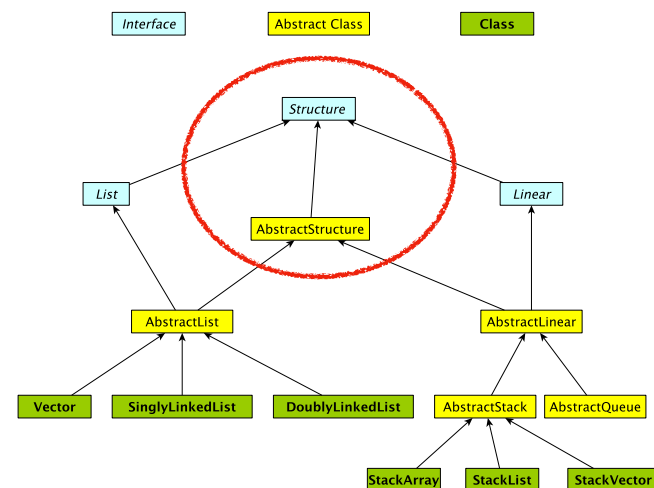 Interface
Abstract Class
Class
Structure
List
Linear
AbstractStructure
AbstractList
AbstractLinear
Vector
SinglyLinkedList
DoublyLinkedList
AbstractStack
AbstractQueue
StackArray
StackList
StackVector